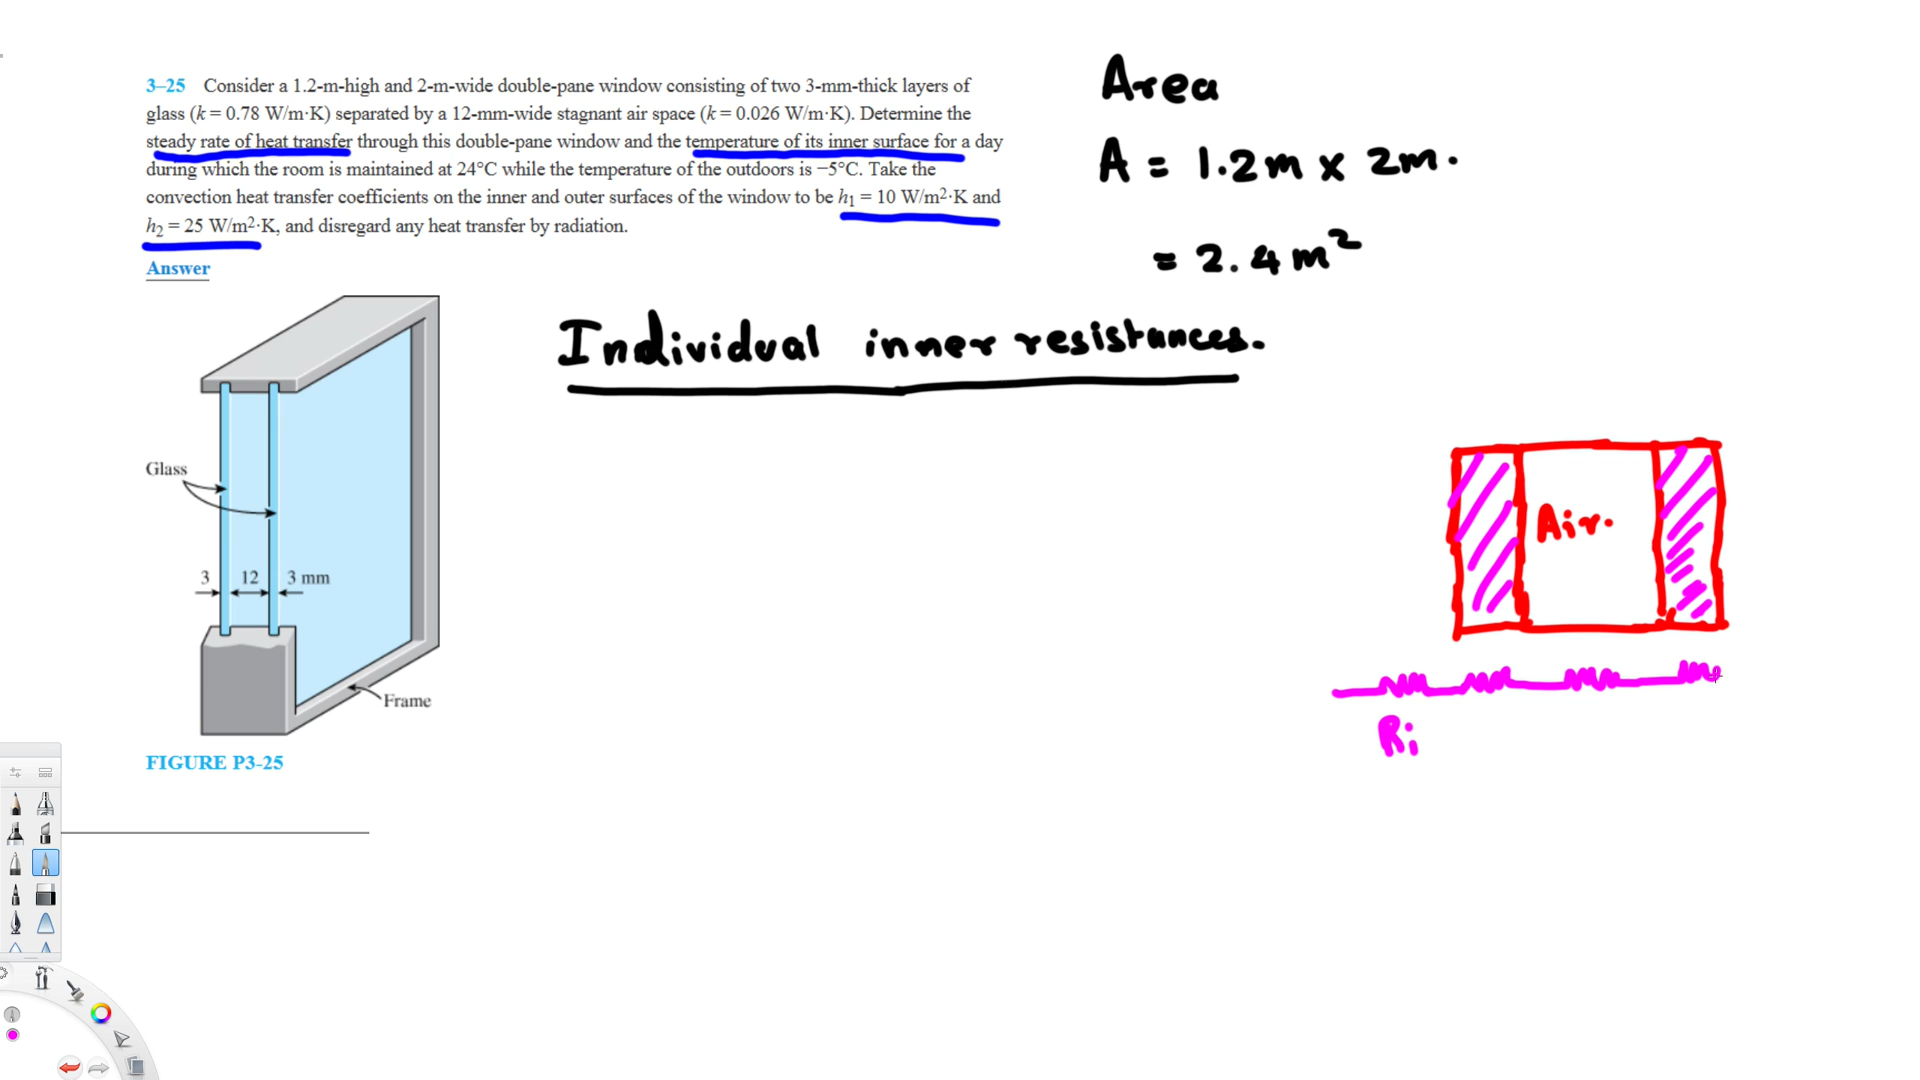 3–25 Consider a 1.2-m-high and 2-m-wide double-pane window consisting of two 3-mm-thick layers of
glass (k = 0.78 W/m·K) separated by a 12-mm-wide stagnant air space (k = 0.026 W/m·K). Determine the
steady rate of heat transfer through this double-pane window and the temperature of its inner surface for a day
during which the room is maintained at 24°C while the temperature of the outdoors is −5°C. Take the
convection heat transfer coefficients on the inner and outer surfaces of the window to be h₁ = 10 W/m²·K and
h₂ = 25 W/m²·K, and disregard any heat transfer by radiation.
Answer
Area
A = 1.2m x 2m.
= 2.4 m²
Individual inner resistances.
Glass
3 12 3 mm
Frame
FIGURE P3-25
Air.
Ri